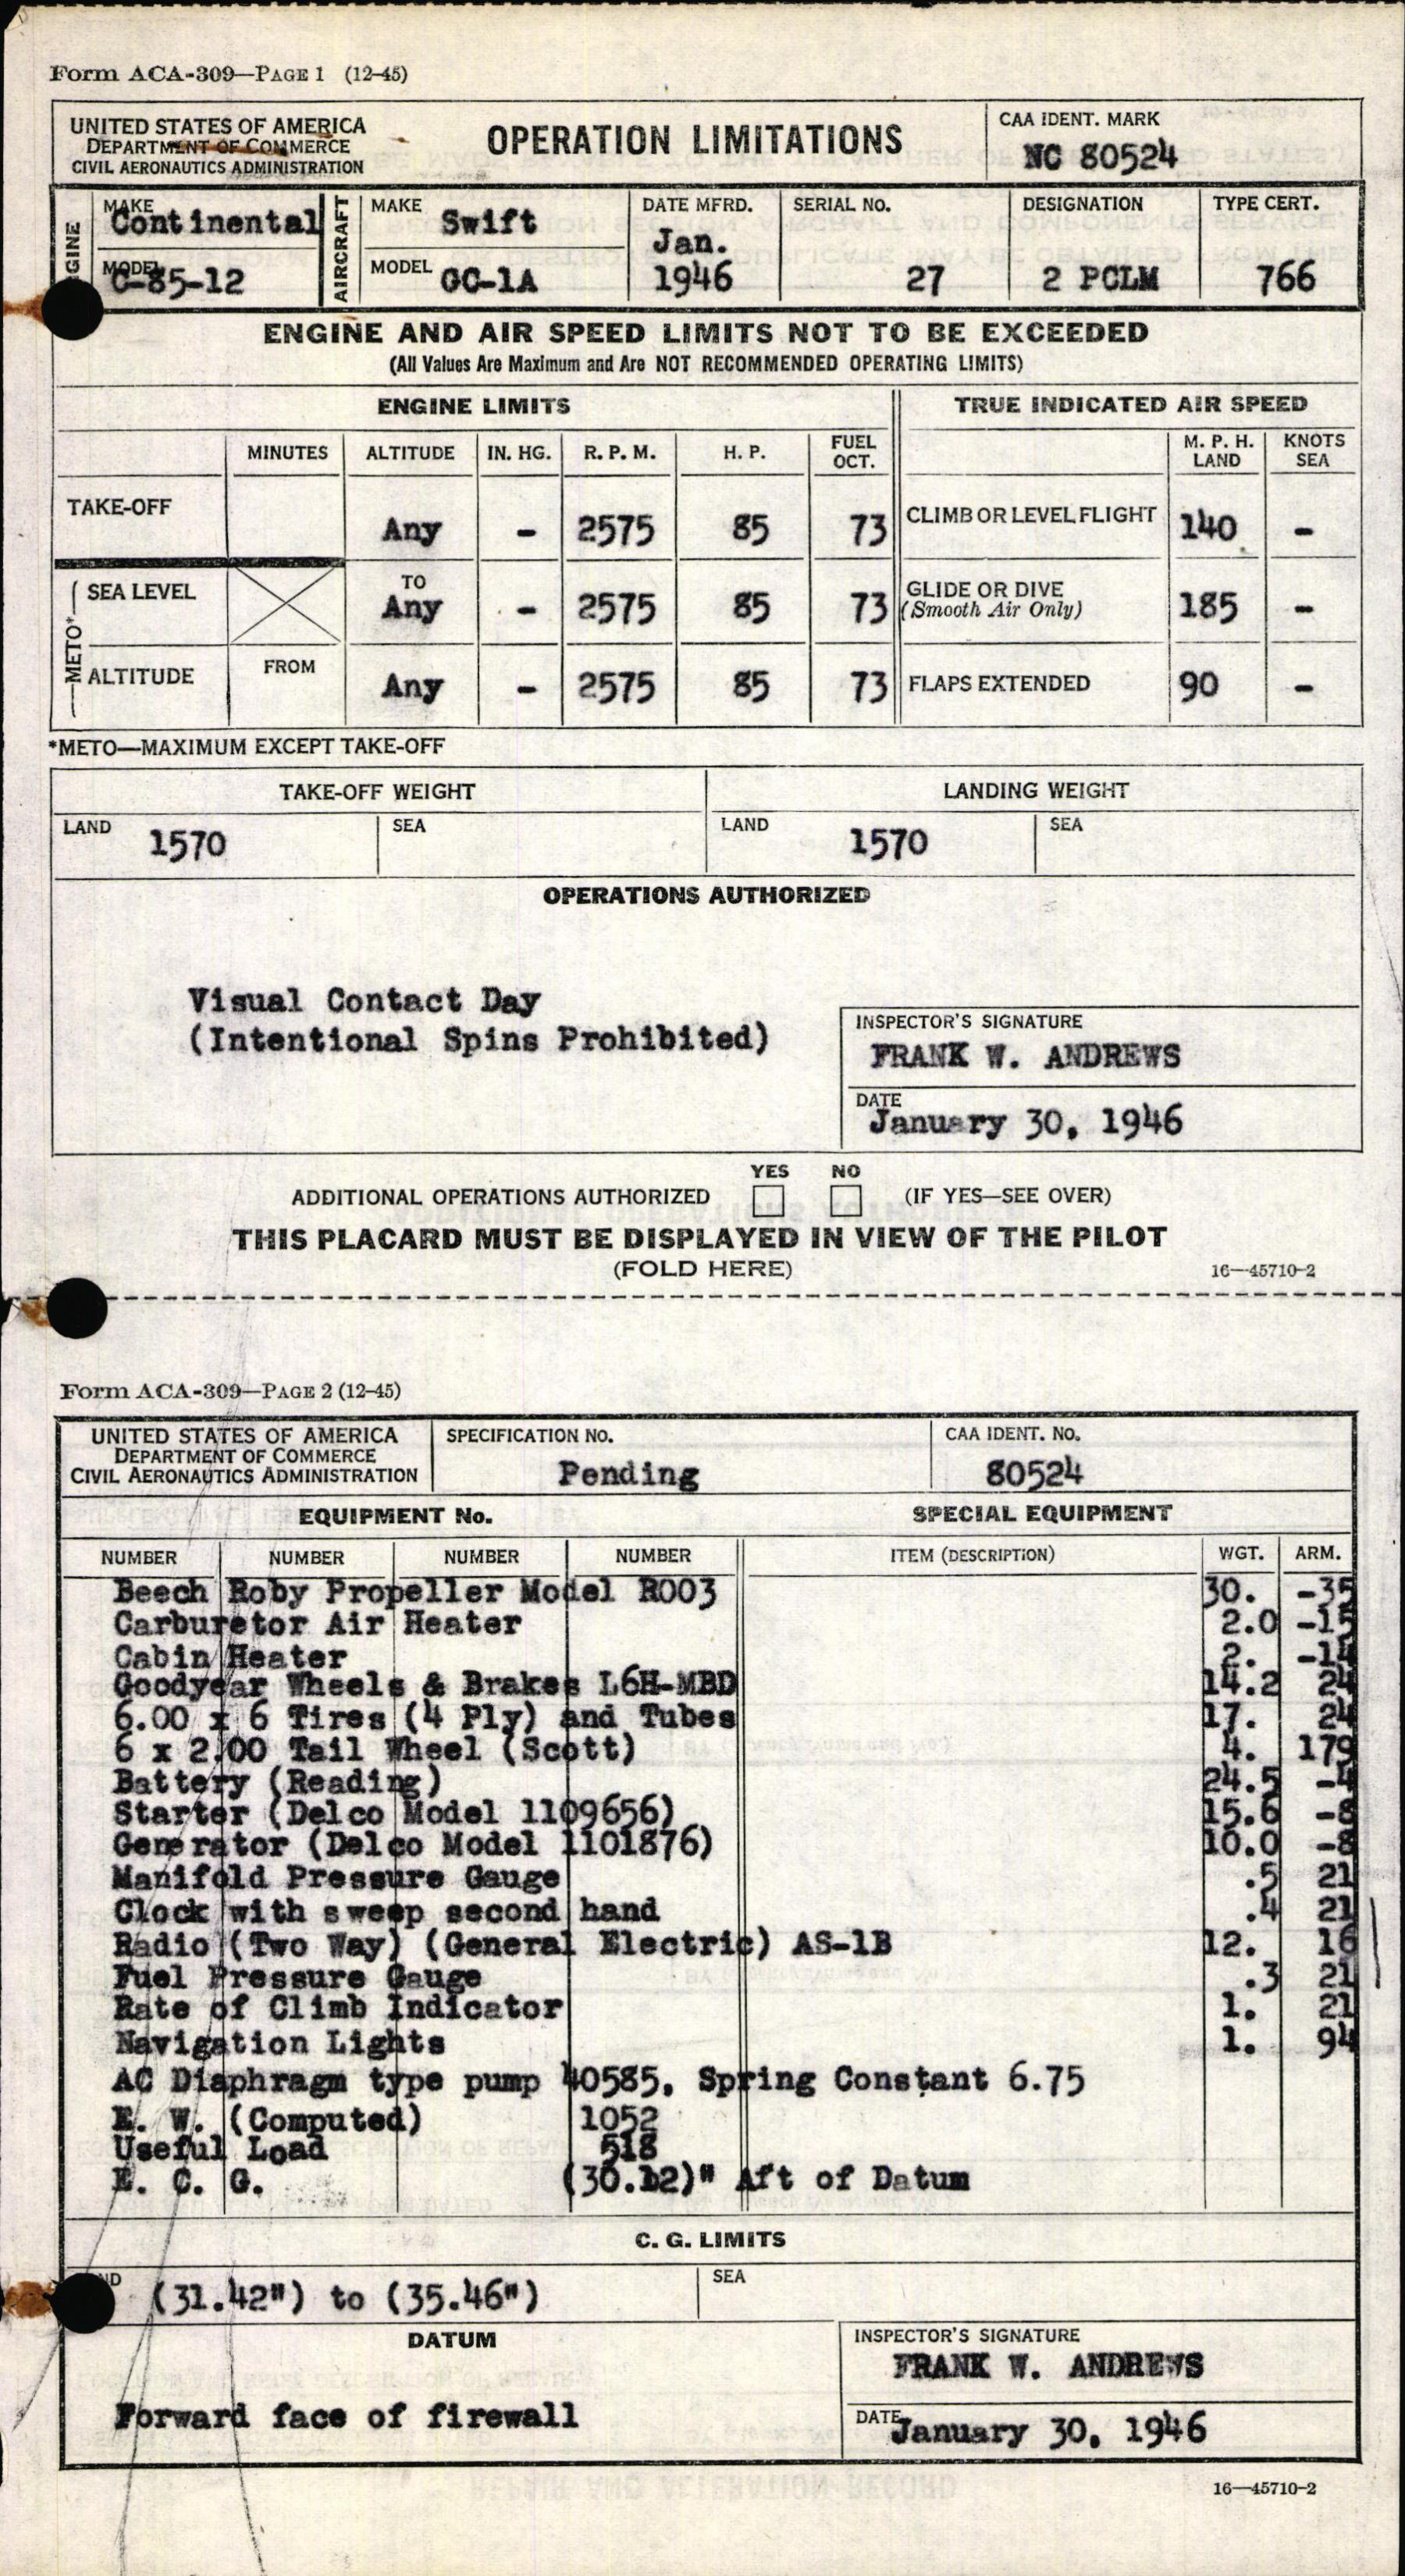 Form ACA-309—PAGE 1 (12-45)
UNITED STATES OF AMERICA
DEPARTMENT OF COMMERCE
CIVIL AERONAUTICS ADMINISTRATION
OPERATION LIMITATIONS
CAA IDENT. MARK
NC 80524
ENGINE
MAKE
Continental
MODEL
C-85-12
AIRCRAFT
MAKE
Swift
MODEL GC-1A
DATE MFRD.
Jan.
1946
SERIAL NO.
27
DESIGNATION
2 PCLM
TYPE CERT.
766
ENGINE AND AIR SPEED LIMITS NOT TO BE EXCEEDED
(All Values Are Maximum and Are NOT RECOMMENDED OPERATING LIMITS)
ENGINE LIMITS
TRUE INDICATED AIR SPEED
MINUTES ALTITUDE IN. HG. R. P. M. H. P. FUEL OCT. M. P. H. LAND KNOTS SEA
TAKE-OFF Any - 2575 85 73 CLIMB OR LEVEL FLIGHT 140 -
METO*
SEA LEVEL TO Any - 2575 85 73 GLIDE OR DIVE (Smooth Air Only) 185 -
ALTITUDE FROM Any - 2575 85 73 FLAPS EXTENDED 90 -
*METO—MAXIMUM EXCEPT TAKE-OFF
TAKE-OFF WEIGHT LANDING WEIGHT
LAND 1570 SEA LAND 1570 SEA
OPERATIONS AUTHORIZED
Visual Contact Day
(Intentional Spins Prohibited)
INSPECTOR'S SIGNATURE
FRANK W. ANDREWS
DATE
January 30, 1946
ADDITIONAL OPERATIONS AUTHORIZED YES NO (IF YES—SEE OVER)
THIS PLACARD MUST BE DISPLAYED IN VIEW OF THE PILOT
(FOLD HERE)
16—45710-2
Form ACA-309—PAGE 2 (12-45)
UNITED STATES OF AMERICA
DEPARTMENT OF COMMERCE
CIVIL AERONAUTICS ADMINISTRATION
SPECIFICATION NO.
Pending
CAA IDENT. NO.
80524
EQUIPMENT No. SPECIAL EQUIPMENT
NUMBER NUMBER NUMBER NUMBER ITEM (DESCRIPTION) WGT. ARM.
Beech Roby Propeller Model R003 30. -35
Carburetor Air Heater 2.0 -15
Cabin Heater 2. -14
Goodyear Wheels & Brakes L6H-MBD 14.2 24
6.00 x 6 Tires (4 Ply) and Tubes 17. 24
6 x 2.00 Tail Wheel (Scott) 4. 179
Battery (Reading) 24.5 -4
Starter (Delco Model 1109656) 15.6 -8
Generator (Delco Model 1101876) 10.0 -8
Manifold Pressure Gauge .5 21
Clock with sweep second hand .4 21
Radio (Two Way) (General Electric) AS-1B 12. 16
Fuel Pressure Gauge .3 21
Rate of Climb Indicator 1. 21
Navigation Lights 1. 94
AC Diaphragm type pump 40585, Spring Constant 6.75
E. W. (Computed) 1052
Useful Load 518
E. C. G. (30.12)" Aft of Datum
C. G. LIMITS
(31.42") to (35.46") SEA
DATUM
Forward face of firewall
INSPECTOR'S SIGNATURE
FRANK W. ANDREWS
DATE
January 30, 1946
16—45710-2